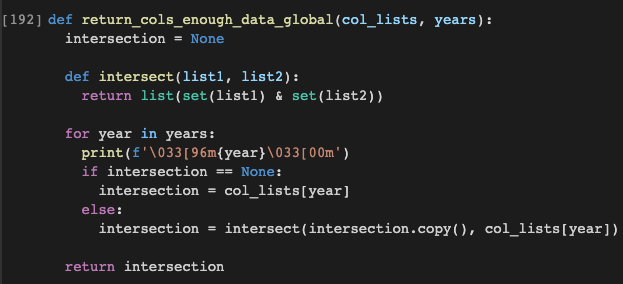 [192] def return_cols_enough_data_global(col_lists, years):
  intersection = None

  def intersect(list1, list2):
    return list(set(list1) & set(list2))

  for year in years:
    print(f'\033[96m{year}\033[00m')
    if intersection == None:
      intersection = col_lists[year]
    else:
      intersection = intersect(intersection.copy(), col_lists[year])

  return intersection